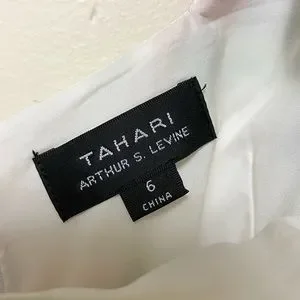 TAHARI
ARTHUR S. LEVINE
6
CHINA